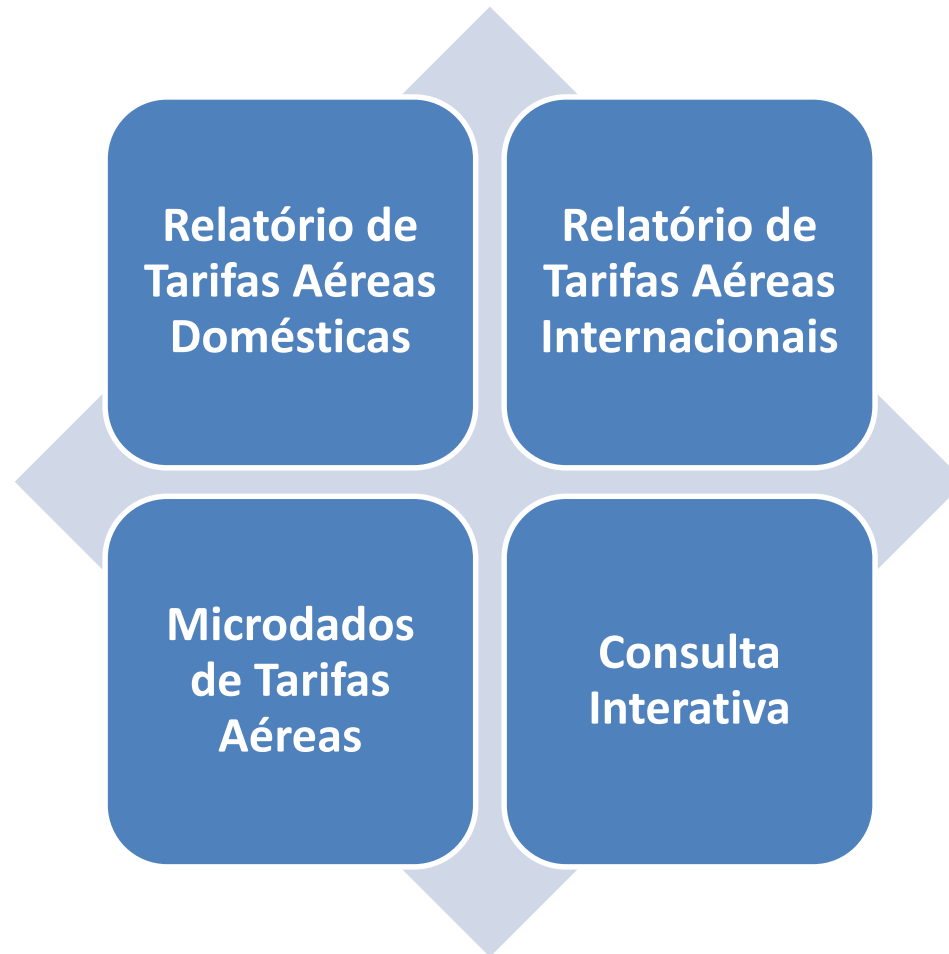 Relatório de
Tarifas Aéreas
Domésticas
Relatório de
Tarifas Aéreas
Internacionais
Microdados
de Tarifas
Aéreas
Consulta
Interativa